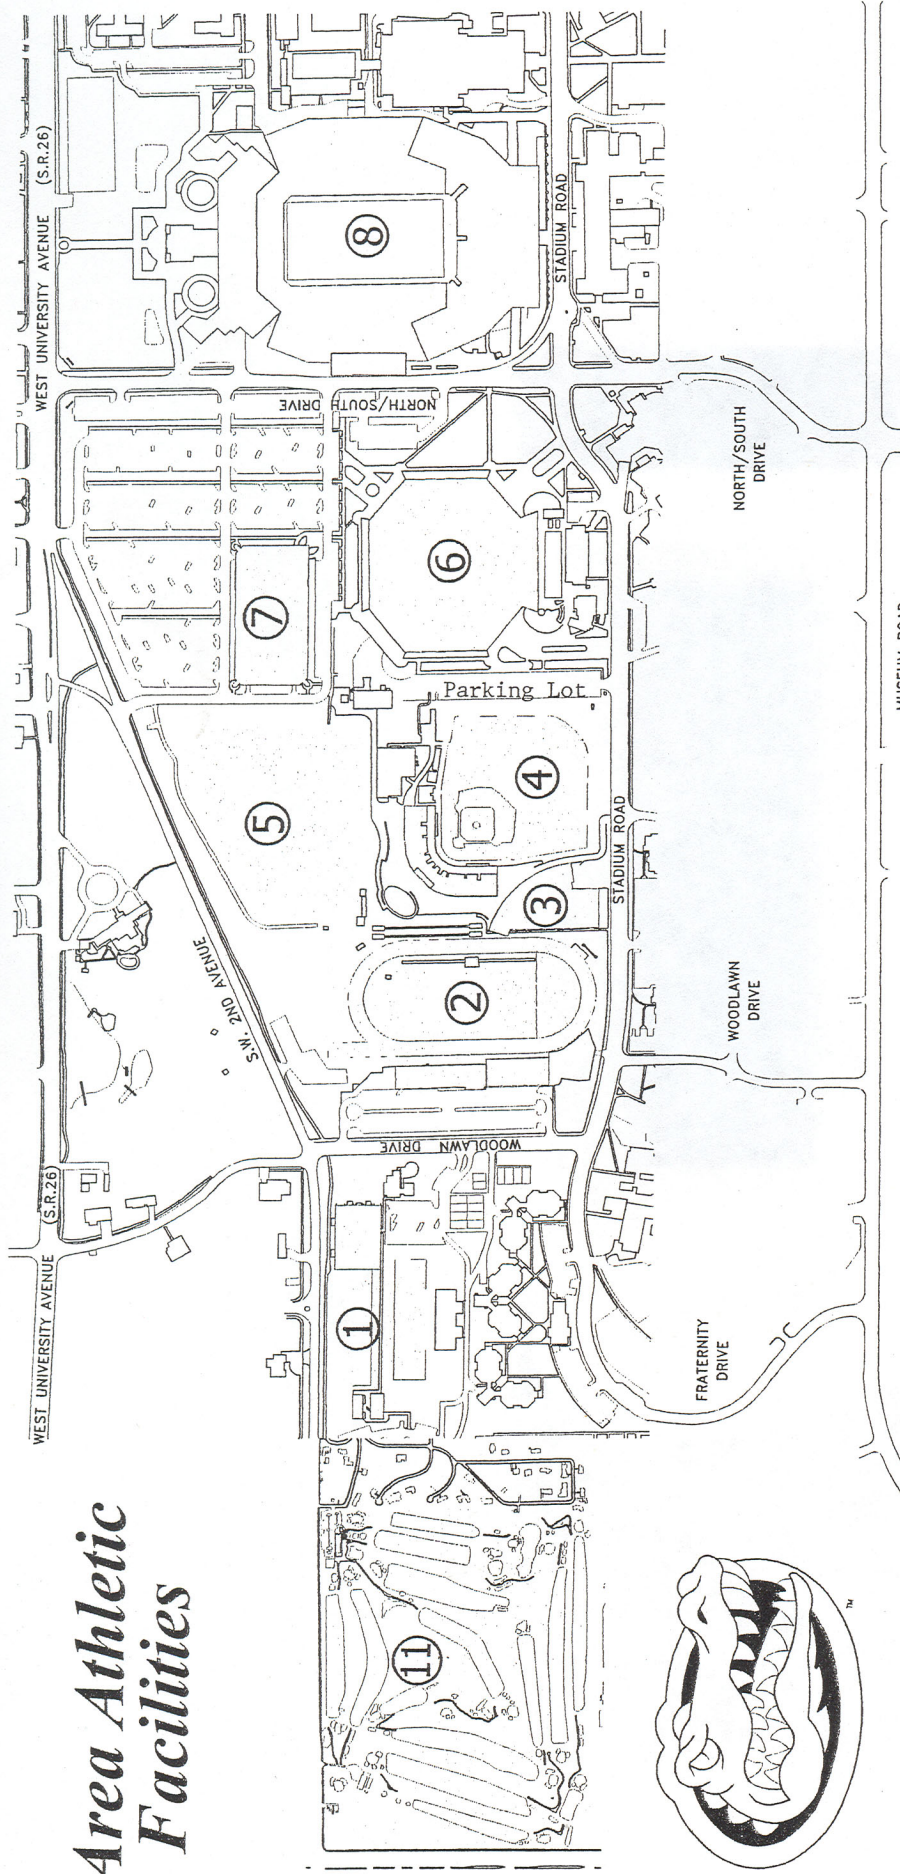 Area Athletic
Facilities
WEST UNIVERSITY AVENUE
(S.R.26)
WEST UNIVERSITY AVENUE (S.R.26)
S.W. 2ND AVENUE
WOODLAWN DRIVE
NORTH/SOUTH DRIVE
11
1
2
3
4
5
6
7
8
Parking Lot
STADIUM ROAD
STADIUM ROAD
FRATERNITY
DRIVE
WOODLAWN
DRIVE
NORTH/SOUTH
DRIVE
TM